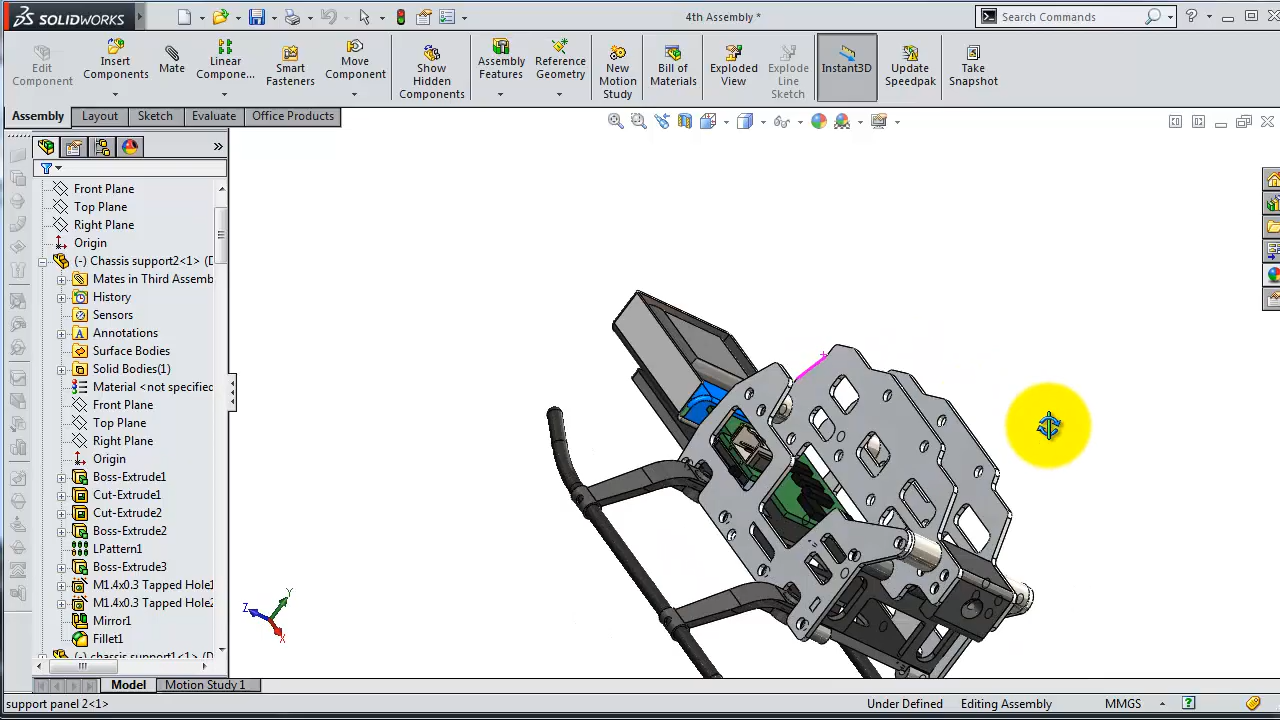 SOLIDWORKS
4th Assembly *
Search Commands
Edit Component
Insert Components
Mate
Linear Compone...
Smart Fasteners
Move Component
Show Hidden Components
Assembly Features
Reference Geometry
New Motion Study
Bill of Materials
Exploded View
Explode Line Sketch
Instant3D
Update Speedpak
Take Snapshot
Assembly
Layout
Sketch
Evaluate
Office Products
Front Plane
Top Plane
Right Plane
Origin
(-) Chassis support2<1> (D
Mates in Third Assemb
History
Sensors
Annotations
Surface Bodies
Solid Bodies(1)
Material <not specified
Front Plane
Top Plane
Right Plane
Origin
Boss-Extrude1
Cut-Extrude1
Cut-Extrude2
Boss-Extrude2
LPattern1
Boss-Extrude3
M1.4x0.3 Tapped Hole1
M1.4x0.3 Tapped Hole2
Mirror1
Fillet1
(-) chassis support1<1> (D
Y
Z
X
Model
Motion Study 1
support panel 2<1>
Under Defined
Editing Assembly
MMGS